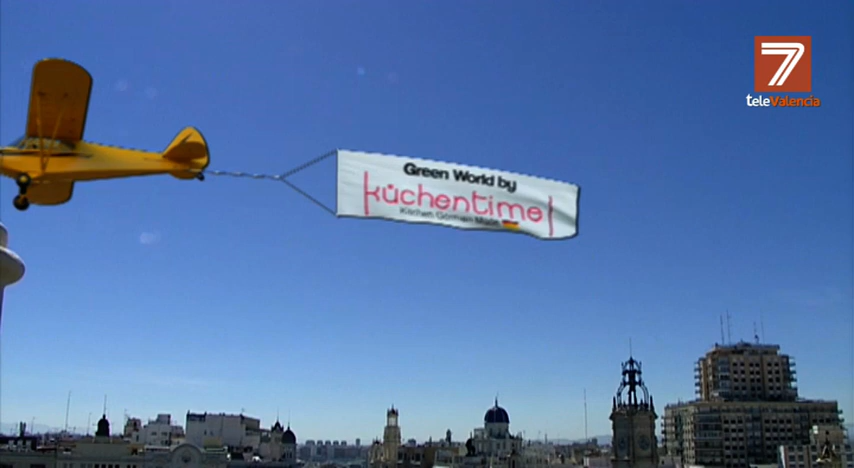 7
teleValencia
Green World by
küchentime
Kitchen German Made